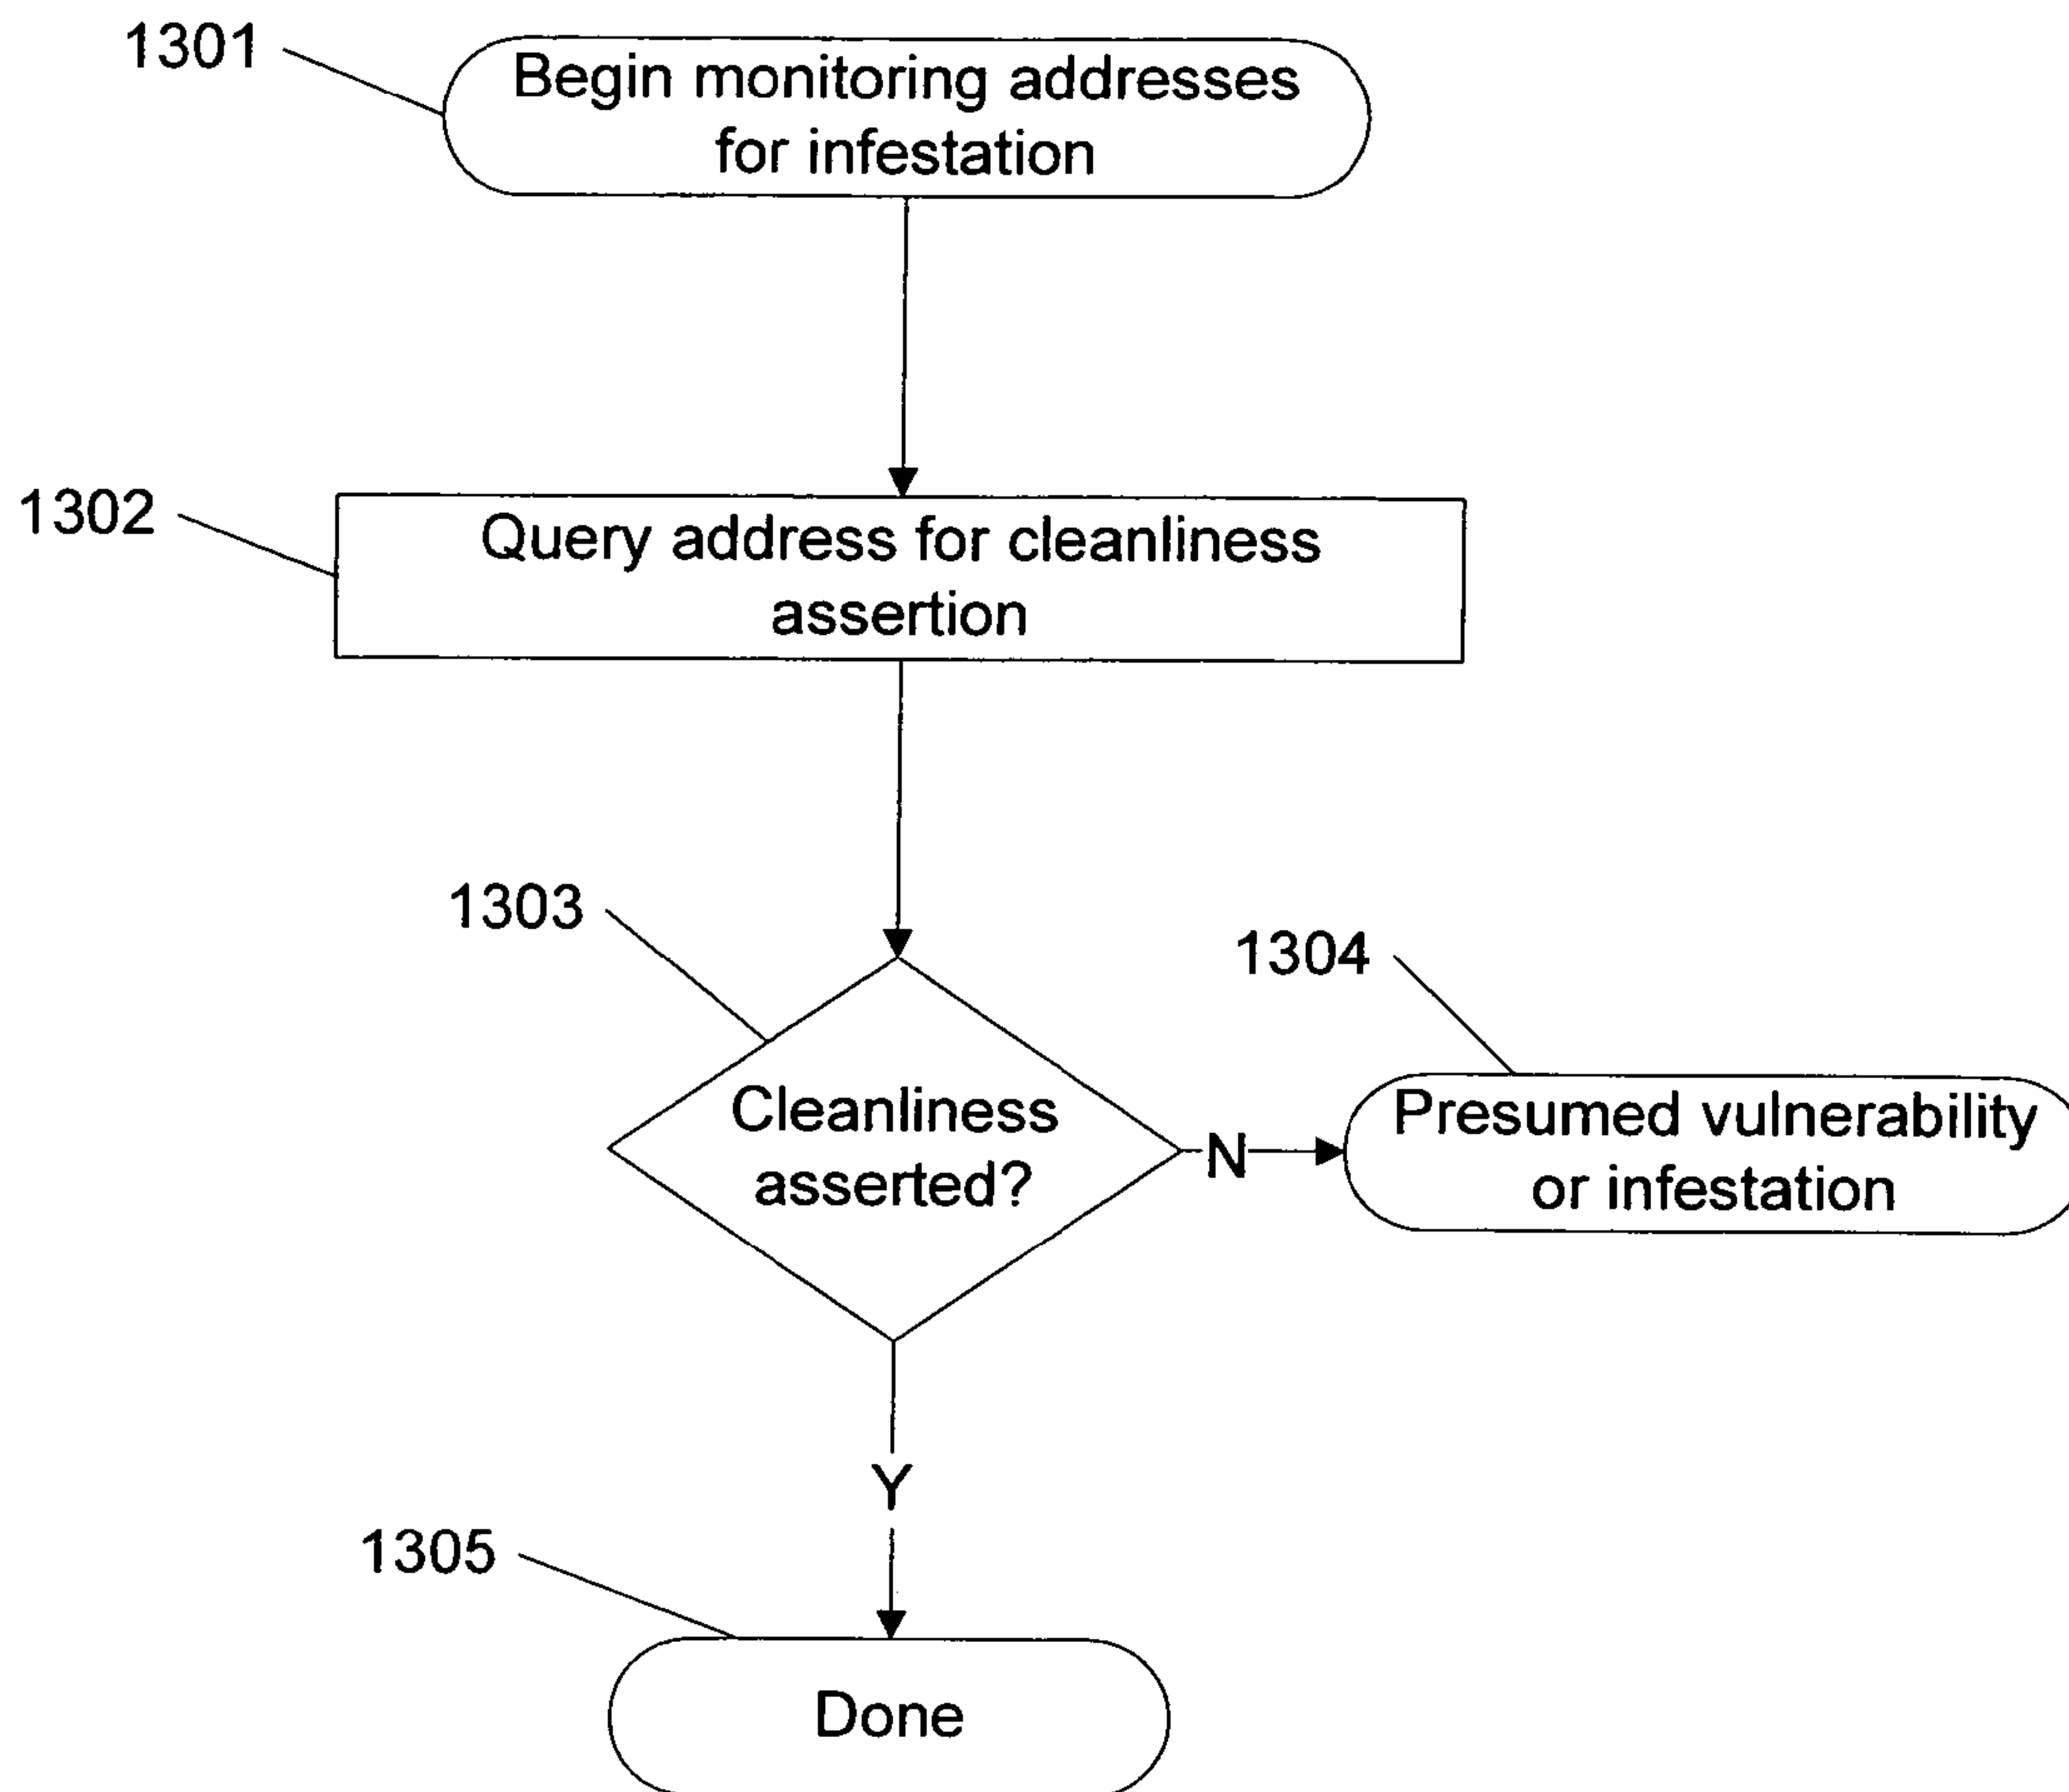 1301
Begin monitoring addresses
for infestation
1302
Query address for cleanliness
assertion
1303
Cleanliness
asserted?
N
1304
Presumed vulnerability
or infestation
Y
1305
Done